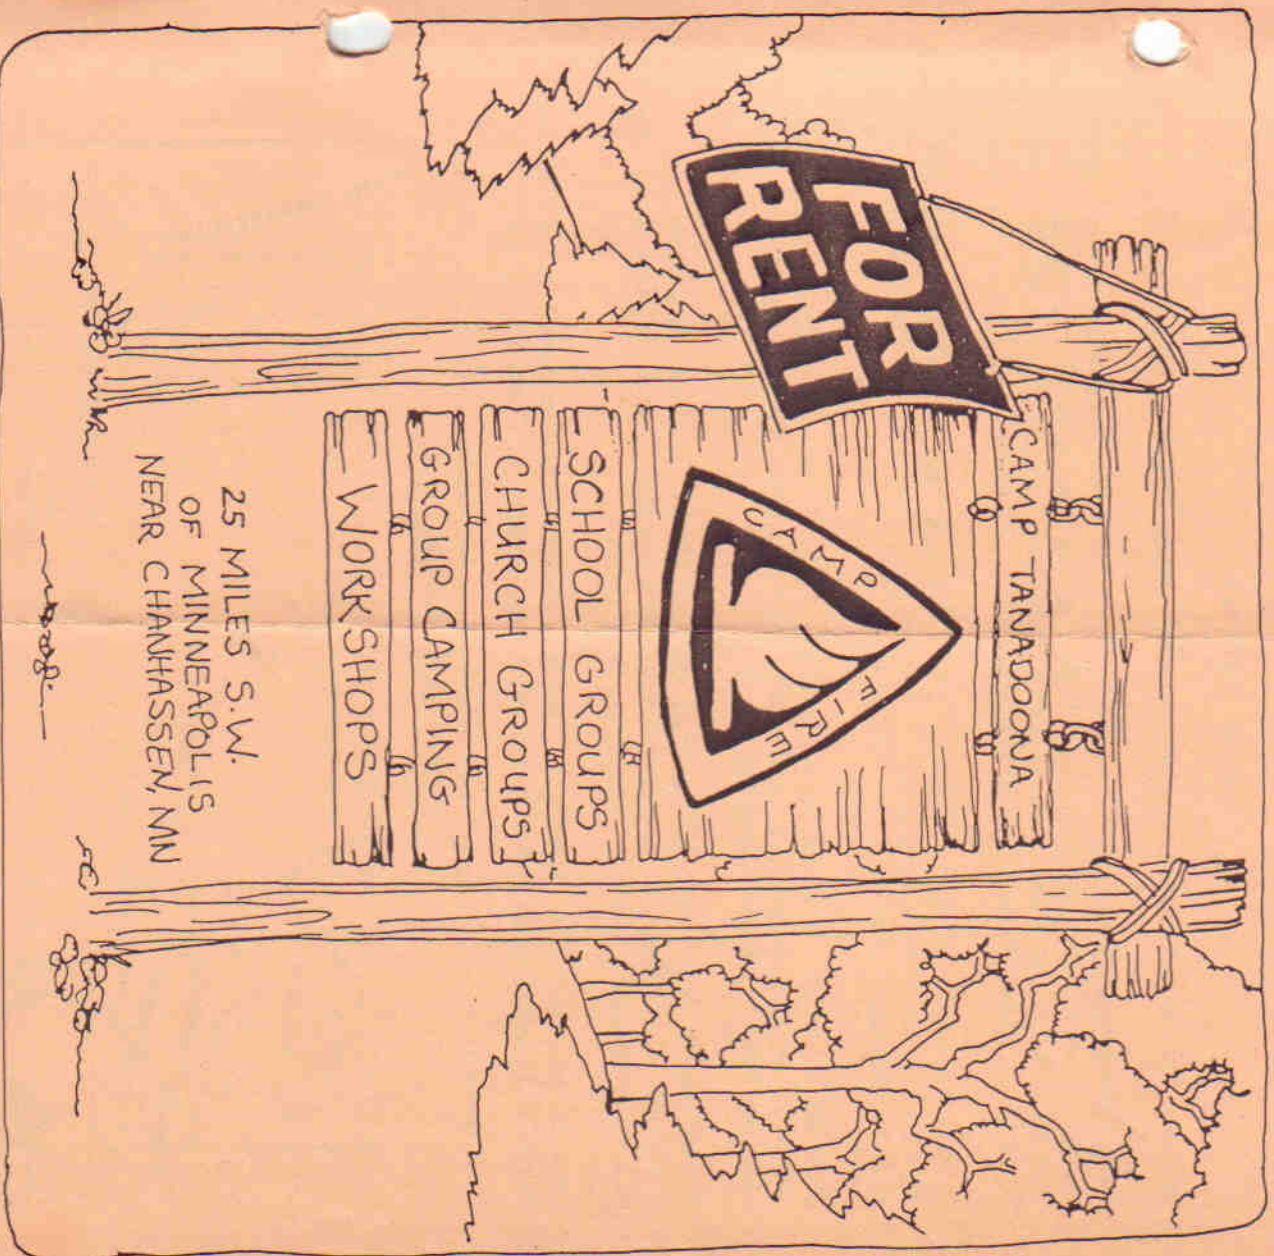 FOR
RENT
CAMP TANADOONA
CAMP FIRE
SCHOOL GROUPS
CHURCH GROUPS
GROUP CAMPING
WORKSHOPS
25 MILES S.W.
OF MINNEAPOLIS
NEAR CHANHASSEN, MN